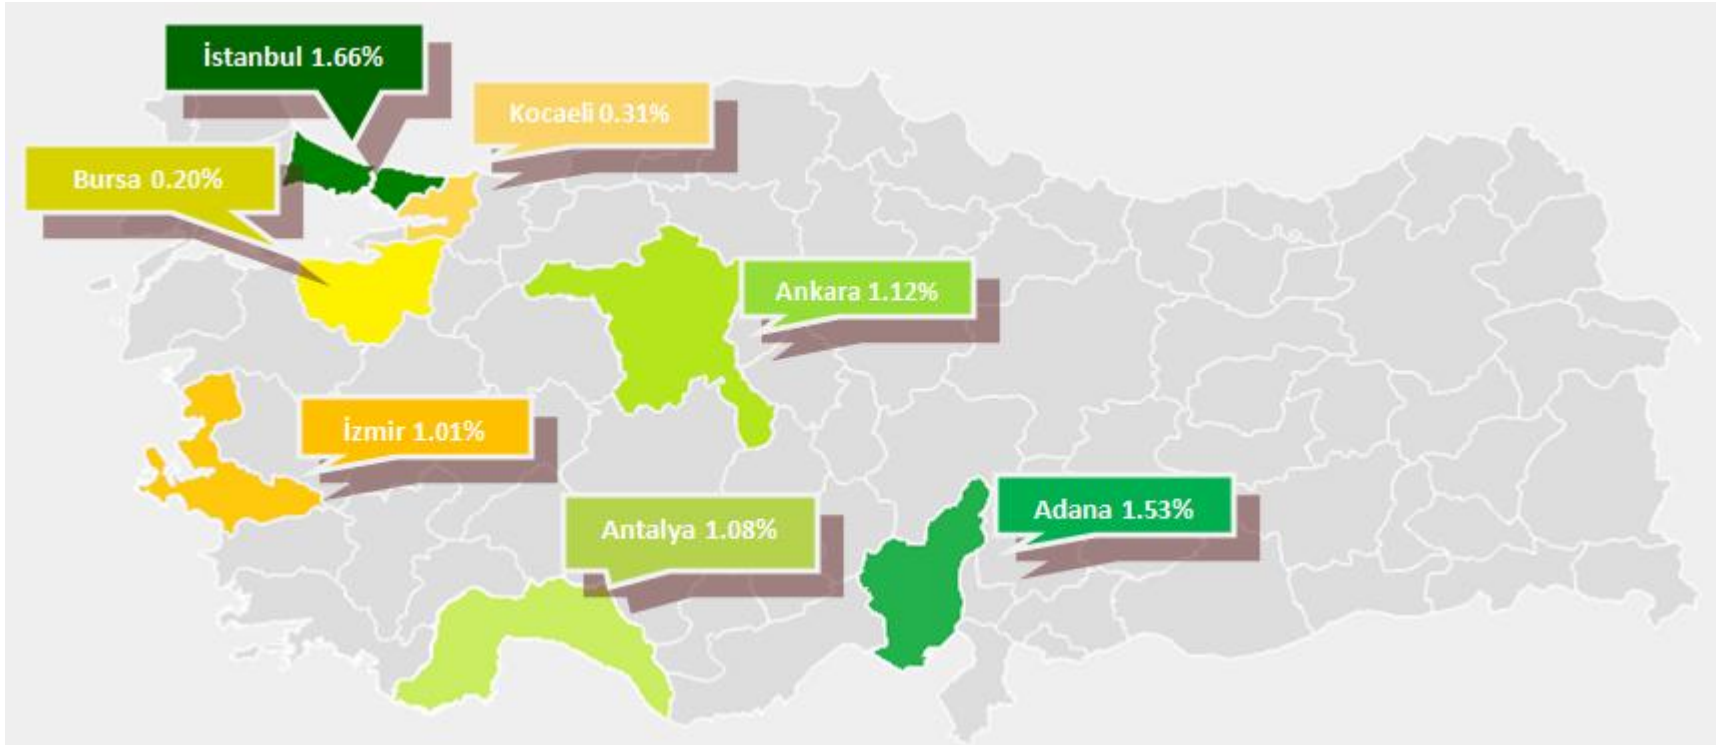 İstanbul 1.66%
Kocaeli 0.31%
Bursa 0.20%
Ankara 1.12%
İzmir 1.01%
Antalya 1.08%
Adana 1.53%